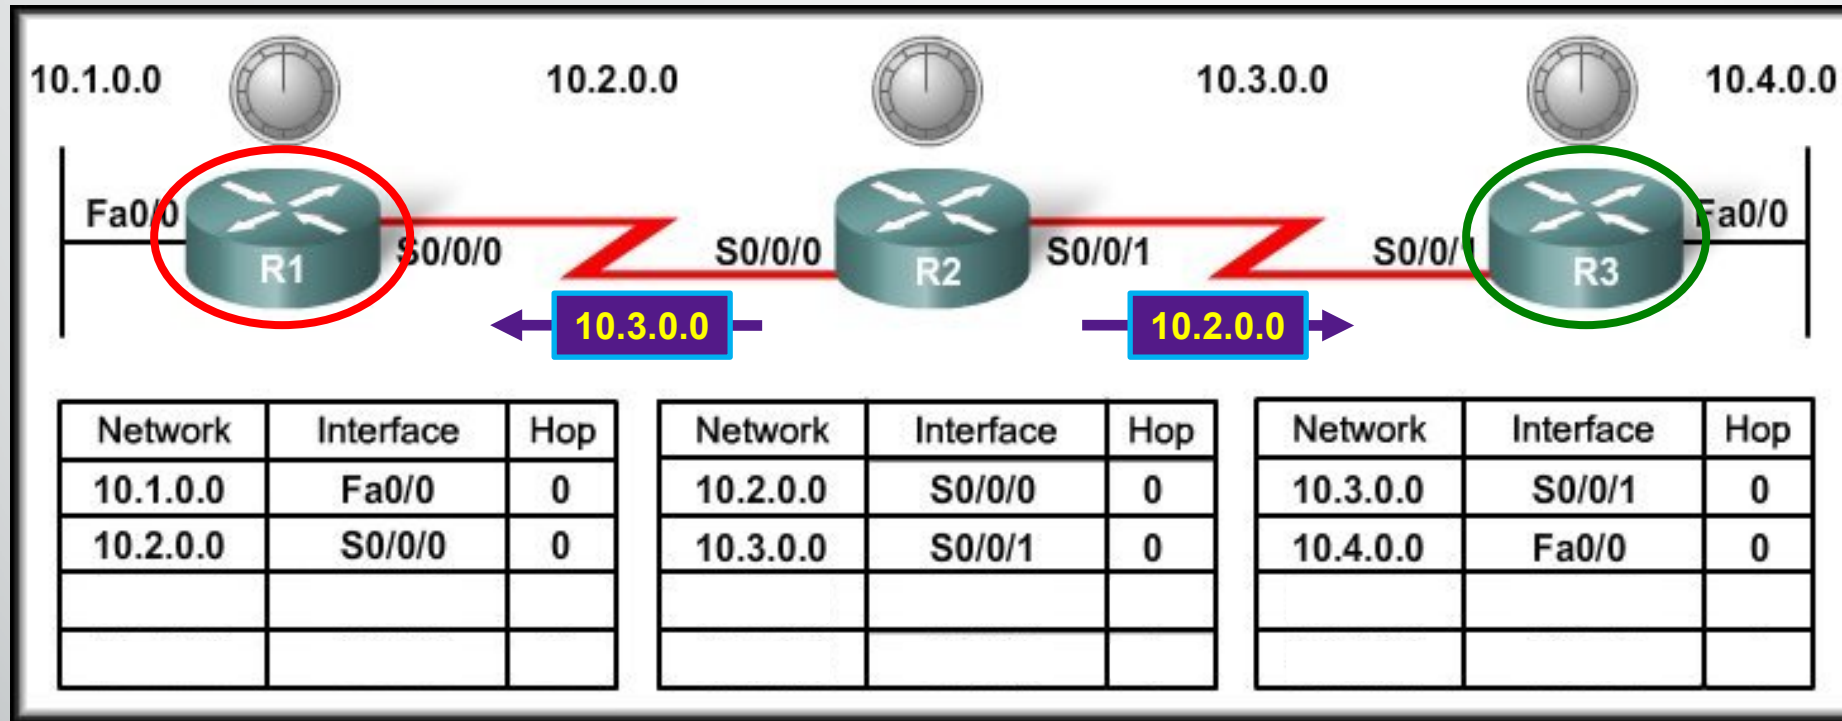 10.1.0.0 10.2.0.0 10.3.0.0 10.4.0.0
Fa0/0 R1 S0/0/0 S0/0/0 R2 S0/0/1 S0/0/1 R3 Fa0/0
10.3.0.0 10.2.0.0
Network Interface Hop
10.1.0.0 Fa0/0 0
10.2.0.0 S0/0/0 0
Network Interface Hop
10.2.0.0 S0/0/0 0
10.3.0.0 S0/0/1 0
Network Interface Hop
10.3.0.0 S0/0/1 0
10.4.0.0 Fa0/0 0